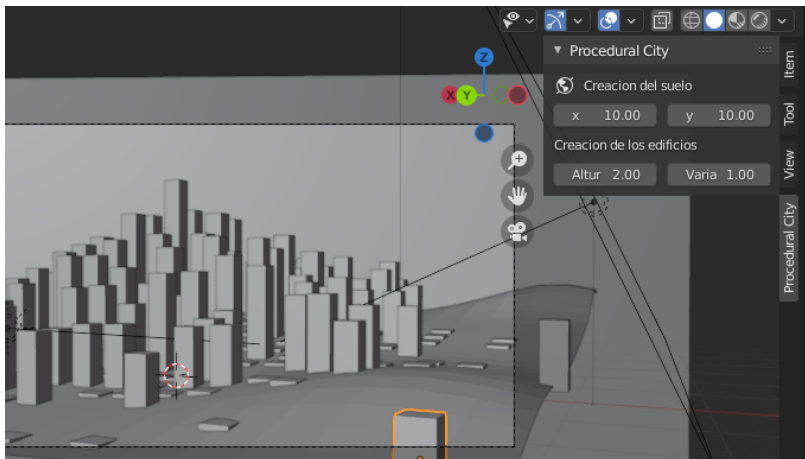 Procedural City
Item
Creacion del suelo
x 10.00 y 10.00
Tool
Creacion de los edificios
View
Altur 2.00 Varia 1.00
Procedural City
Z
X Y